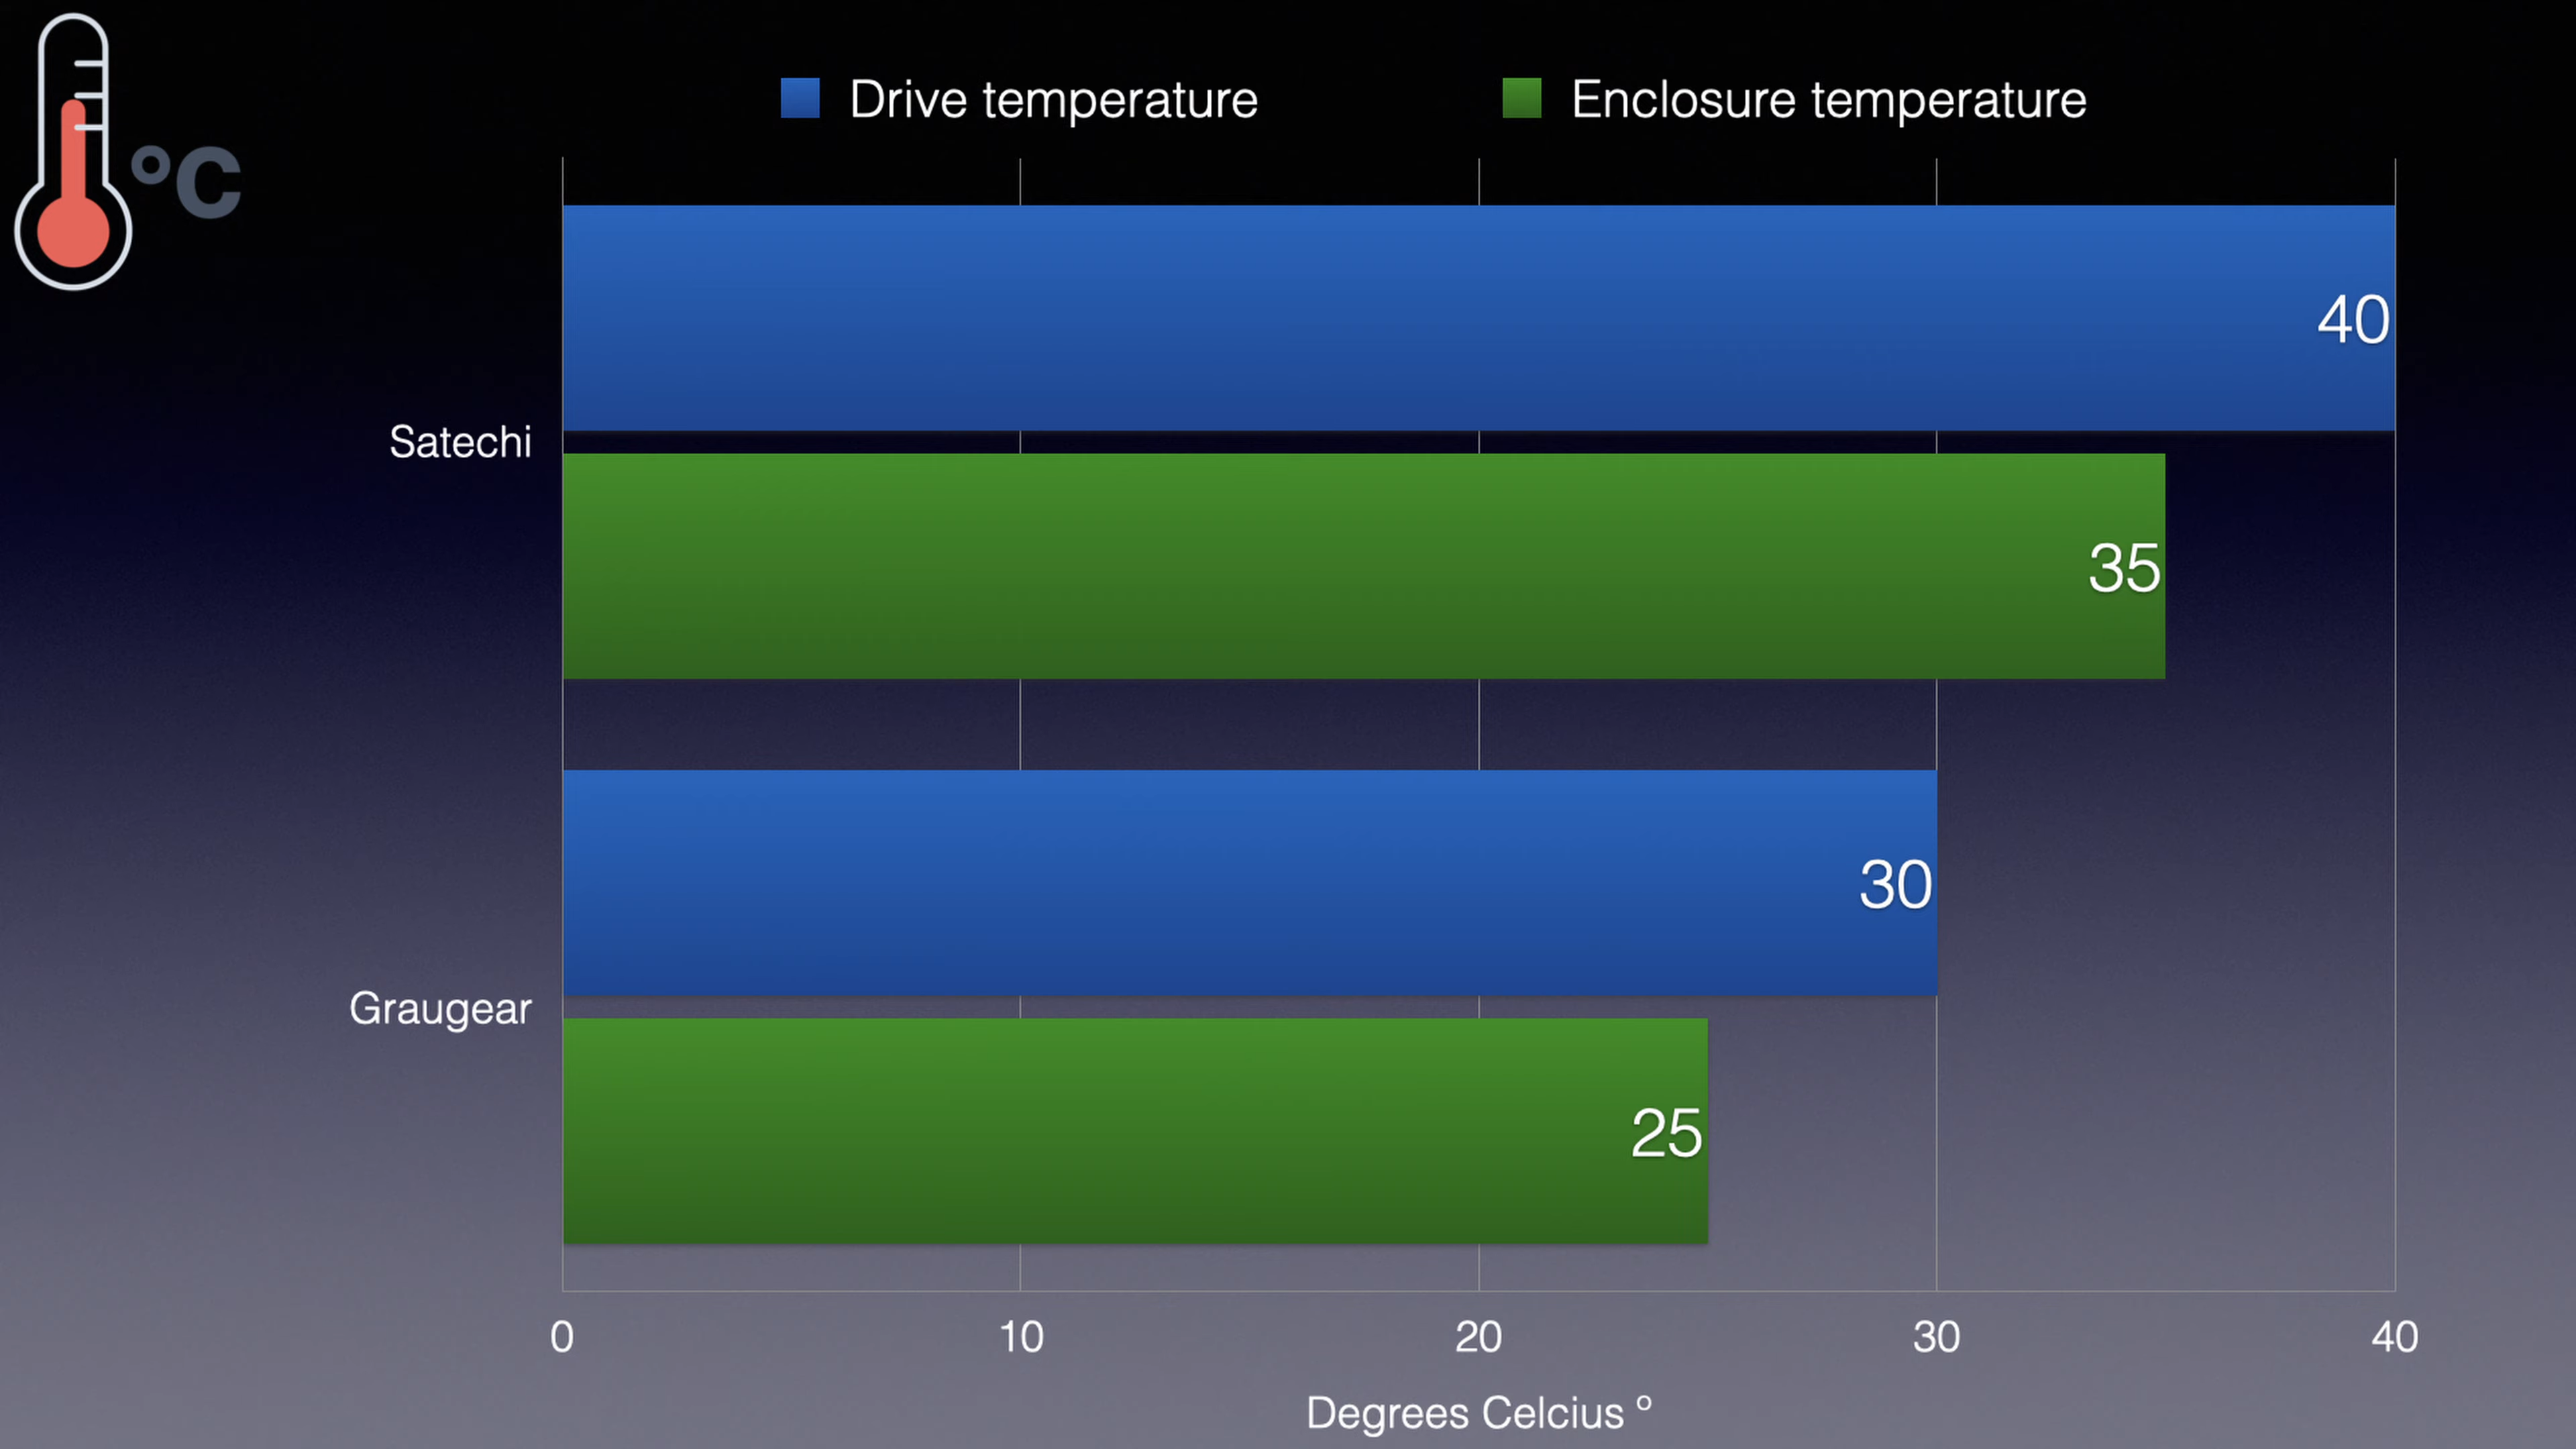 °C
Drive temperature
Enclosure temperature
Satechi
40
35
Graugear
30
25
0 10 20 30 40
Degrees Celcius º